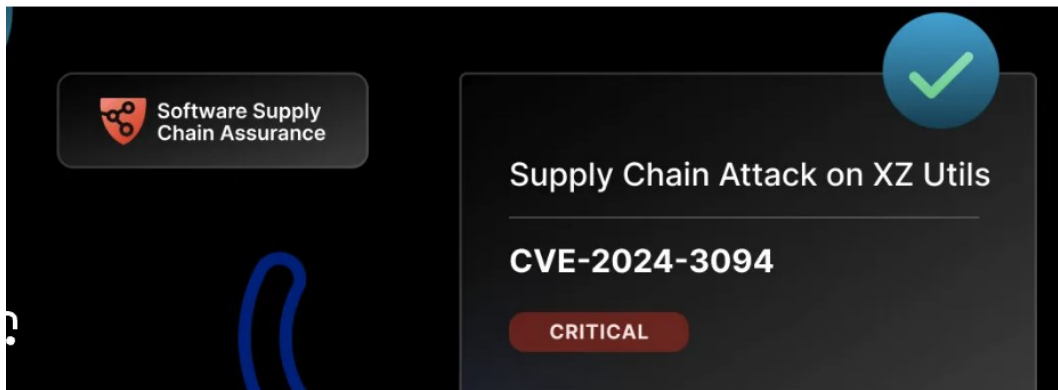 Software Supply
Chain Assurance
Supply Chain Attack on XZ Utils
CVE-2024-3094
CRITICAL